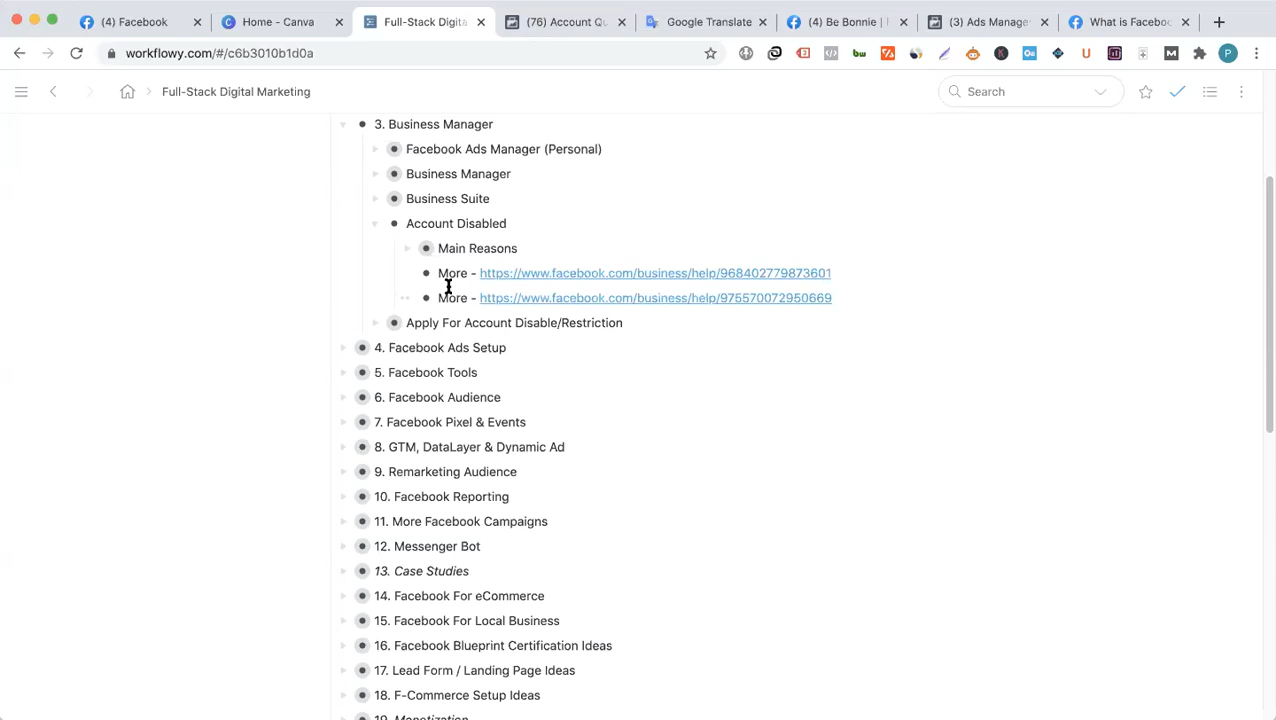 (4) Facebook
Home - Canva
Full-Stack Digita
(76) Account Qu
Google Translate
(4) Be Bonnie |
(3) Ads Manage
What is Faceboo
workflowy.com/#/c6b3010b1d0a
Full-Stack Digital Marketing
Search
3. Business Manager
Facebook Ads Manager (Personal)
Business Manager
Business Suite
Account Disabled
Main Reasons
More - https://www.facebook.com/business/help/968402779873601
More - https://www.facebook.com/business/help/975570072950669
Apply For Account Disable/Restriction
4. Facebook Ads Setup
5. Facebook Tools
6. Facebook Audience
7. Facebook Pixel & Events
8. GTM, DataLayer & Dynamic Ad
9. Remarketing Audience
10. Facebook Reporting
11. More Facebook Campaigns
12. Messenger Bot
13. Case Studies
14. Facebook For eCommerce
15. Facebook For Local Business
16. Facebook Blueprint Certification Ideas
17. Lead Form / Landing Page Ideas
18. F-Commerce Setup Ideas
19. Monetization